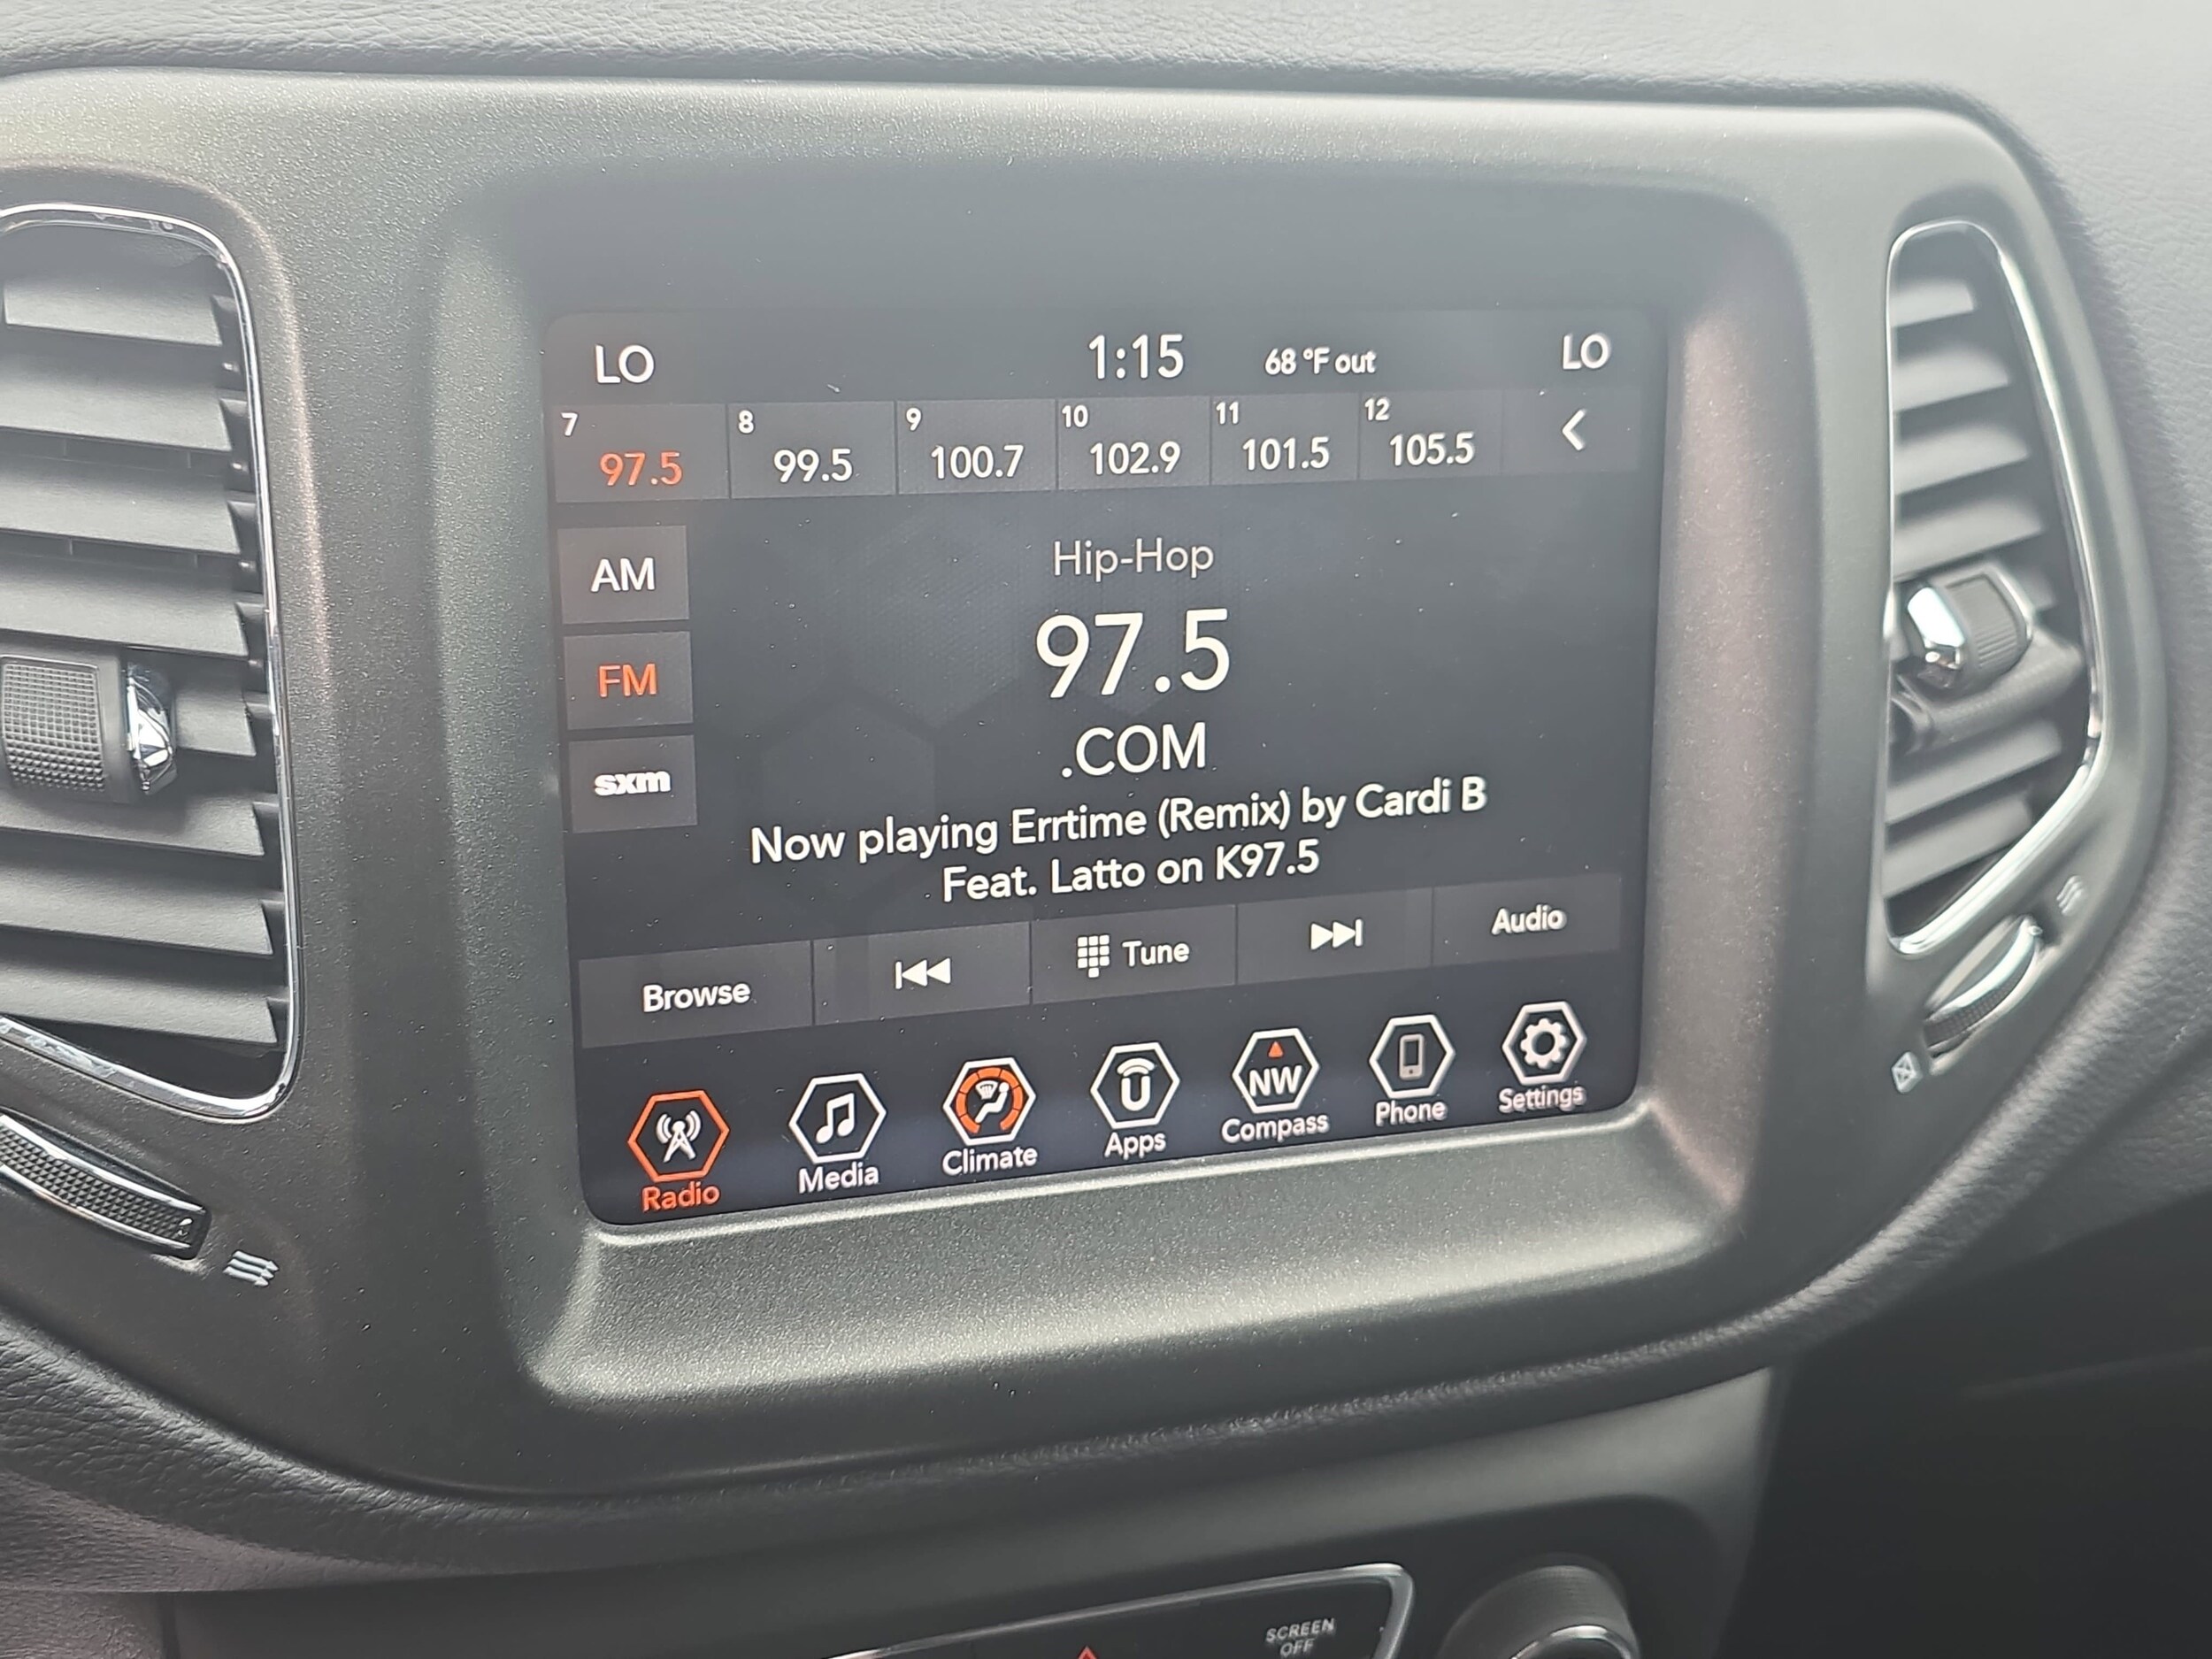 LO 1:15 68 °F out LO
7 8 9 10 11 12
97.5 99.5 100.7 102.9 101.5 105.5
AM
FM
sxm
Hip-Hop
97.5
.COM
Now playing Errtime (Remix) by Cardi B
Feat. Latto on K97.5
Browse Tune Audio
NW
Radio Media Climate Apps Compass Phone Settings
SCREEN
OFF